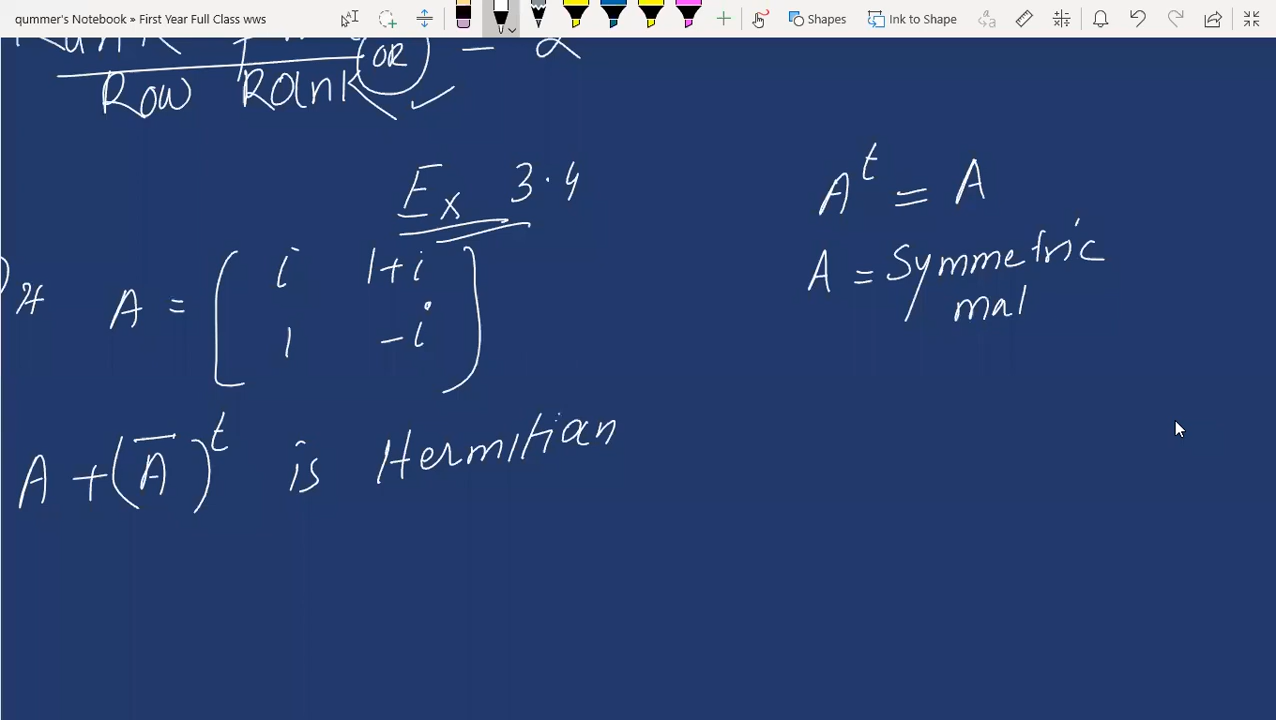 qummer's Notebook » First Year Full Class wws
Shapes
Ink to Shape
OR = 2
Row Rank
Ex 3.4
A^t = A
A = Symmetric
mat
If A = [ i 1+i
1 -i ]
A + (Ā)^t is Hermitian